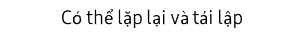 Có thể lặp lại và tái lập